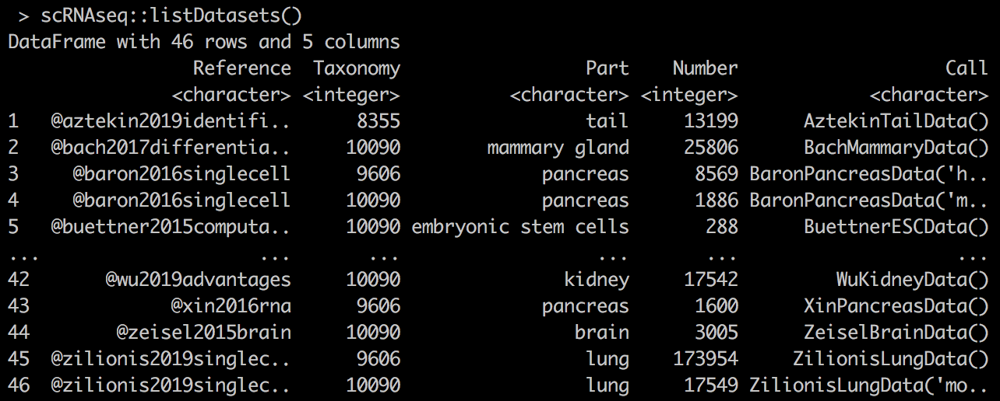 > scRNAseq::listDatasets()
DataFrame with 46 rows and 5 columns
Reference Taxonomy Part Number Call
<character> <integer> <character> <integer> <character>
1 @aztekin2019identifi.. 8355 tail 13199 AztekinTailData()
2 @bach2017differentia.. 10090 mammary gland 25806 BachMammaryData()
3 @baron2016singlecell 9606 pancreas 8569 BaronPancreasData('h..
4 @baron2016singlecell 10090 pancreas 1886 BaronPancreasData('m..
5 @buettner2015computa.. 10090 embryonic stem cells 288 BuettnerESCData()
... ... ... ... ... ...
42 @wu2019advantages 10090 kidney 17542 WuKidneyData()
43 @xin2016rna 9606 pancreas 1600 XinPancreasData()
44 @zeisel2015brain 10090 brain 3005 ZeiselBrainData()
45 @zilionis2019singlec.. 9606 lung 173954 ZilionisLungData()
46 @zilionis2019singlec.. 10090 lung 17549 ZilionisLungData('mo..